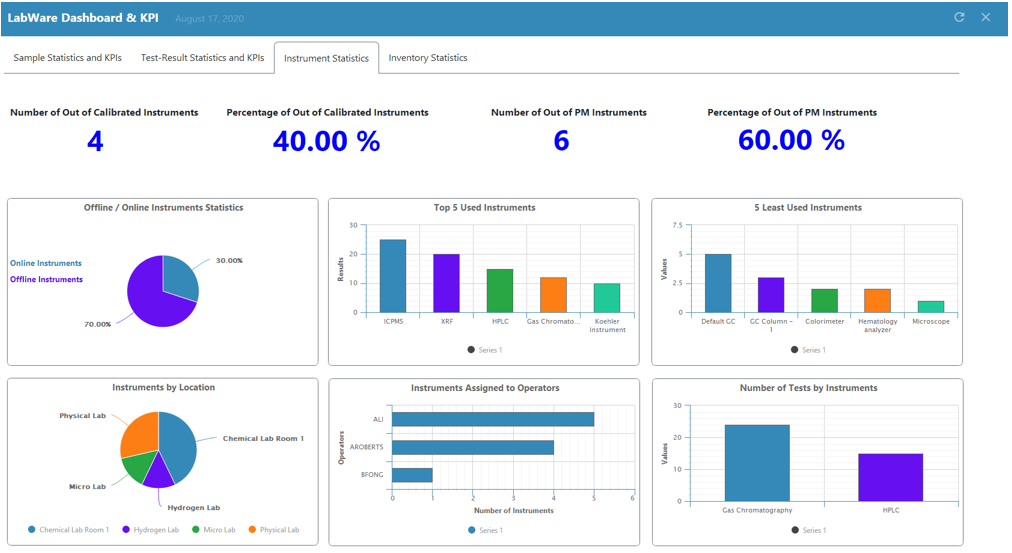 LabWare Dashboard & KPI August 17, 2020
Sample Statistics and KPIs Test-Result Statistics and KPIs Instrument Statistics Inventory Statistics
Number of Out of Calibrated Instruments
4
Percentage of Out of Calibrated Instruments
40.00 %
Number of Out of PM Instruments
6
Percentage of Out of PM Instruments
60.00 %
Offline / Online Instruments Statistics
Online Instruments
Offline Instruments
30.00%
70.00%
Top 5 Used Instruments
Results
30
20
10
0
ICPMS XRF HPLC Gas Chromato... Koehler
Instrument
Series 1
5 Least Used Instruments
Values
7.5
5
2.5
0
Default GC GC Column - Colorimeter Hematology Microscope
1 analyzer
Series 1
Instruments by Location
Physical Lab
Chemical Lab Room 1
Micro Lab
Hydrogen Lab
Chemical Lab Room 1 Hydrogen Lab Micro Lab Physical Lab
Instruments Assigned to Operators
Operators
ALI
AROBERTS
BFONG
0 1 2 3 4 5 6
Number of Instruments
Series 1
Number of Tests by Instruments
Values
30
20
10
0
Gas Chromatography HPLC
Series 1